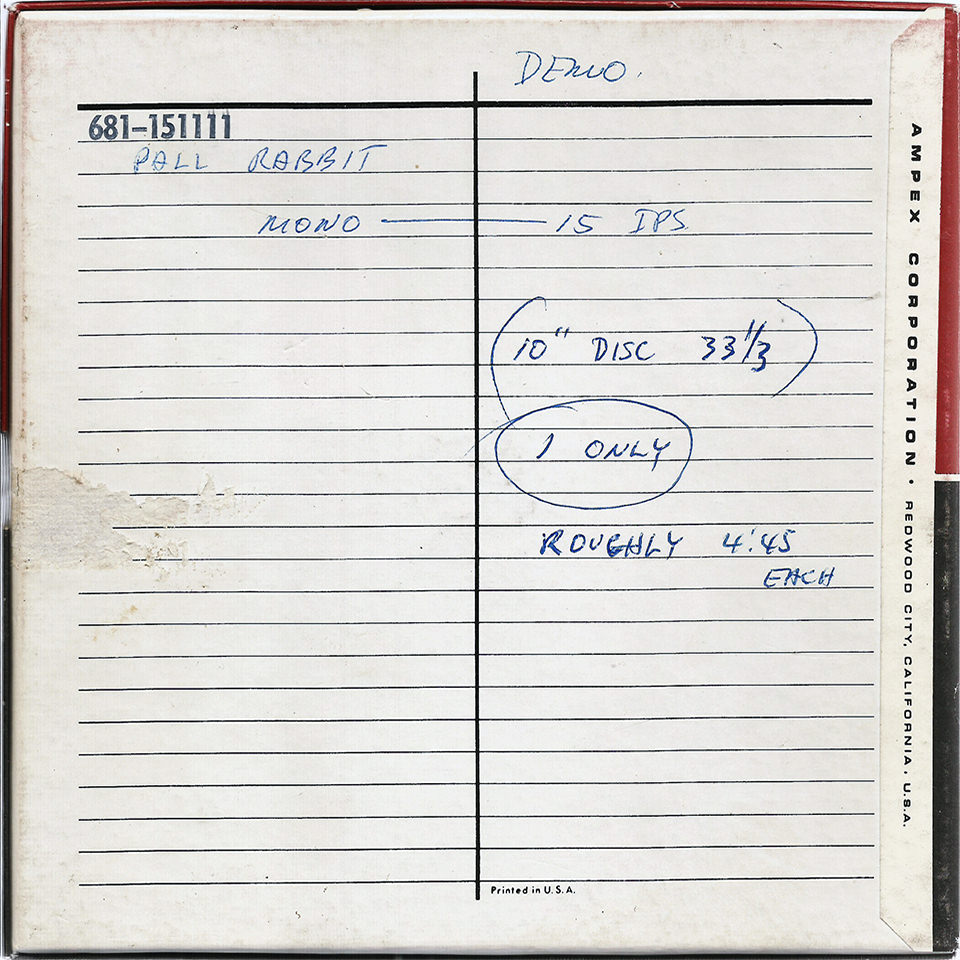 DEMO.
681-151111
PALL RABBIT
MONO — 15 IPS
10" DISC 33 1/3
1 ONLY
ROUGHLY 4:45
EACH
Printed in U.S.A.
AMPEX CORPORATION • REDWOOD CITY, CALIFORNIA, U.S.A.